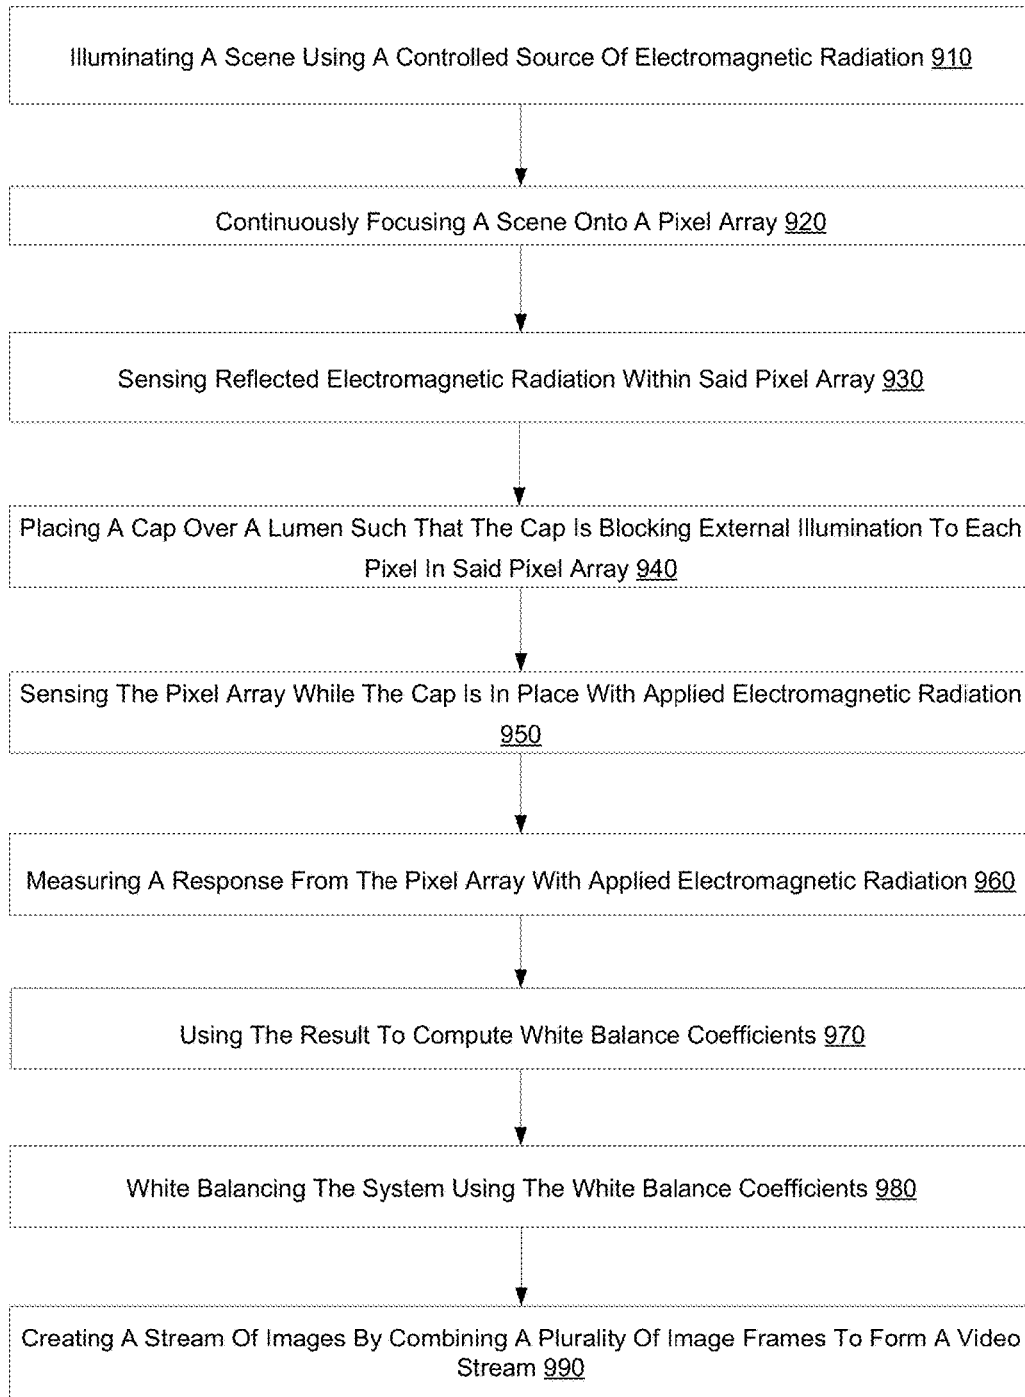 Illuminating A Scene Using A Controlled Source Of Electromagnetic Radiation 910
Continuously Focusing A Scene Onto A Pixel Array 920
Sensing Reflected Electromagnetic Radiation Within Said Pixel Array 930
Placing A Cap Over A Lumen Such That The Cap Is Blocking External Illumination To Each
Pixel In Said Pixel Array 940
Sensing The Pixel Array While The Cap Is In Place With Applied Electromagnetic Radiation
950
Measuring A Response From The Pixel Array With Applied Electromagnetic Radiation 960
Using The Result To Compute White Balance Coefficients 970
White Balancing The System Using The White Balance Coefficients 980
Creating A Stream Of Images By Combining A Plurality Of Image Frames To Form A Video
Stream 990